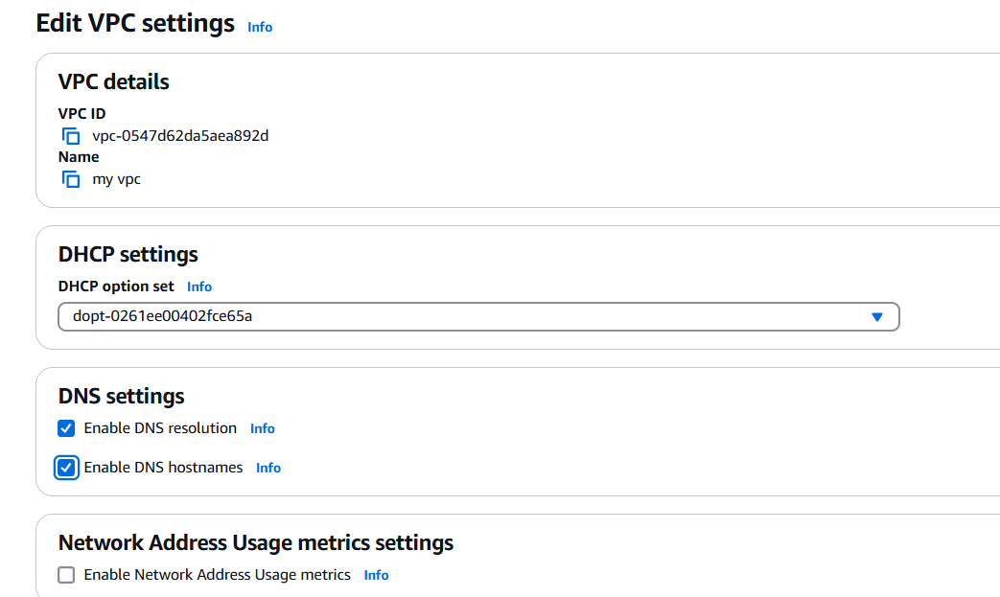 Edit VPC settings Info
VPC details
VPC ID
vpc-0547d62da5aea892d
Name
my vpc
DHCP settings
DHCP option set Info
dopt-0261ee00402fce65a
DNS settings
Enable DNS resolution Info
Enable DNS hostnames Info
Network Address Usage metrics settings
Enable Network Address Usage metrics Info